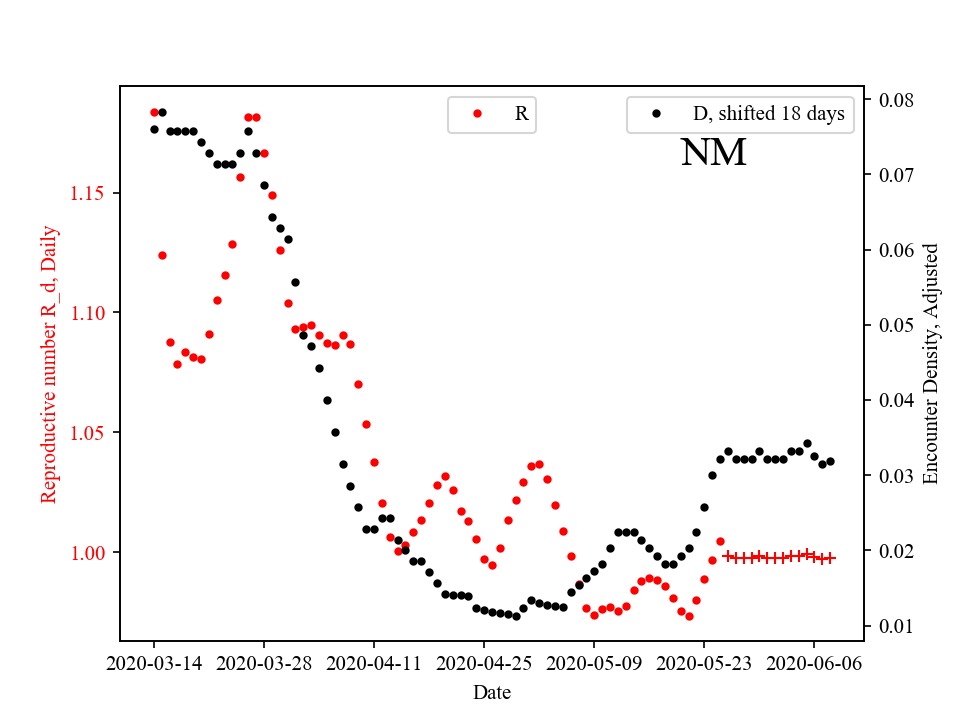 R
D, shifted 18 days
NM
Reproductive number R_d, Daily
1.15
1.10
1.05
1.00
0.08
0.07
0.06
0.05
0.04
0.03
0.02
0.01
Encounter Density, Adjusted
2020-03-14 2020-03-28 2020-04-11 2020-04-25 2020-05-09 2020-05-23 2020-06-06
Date